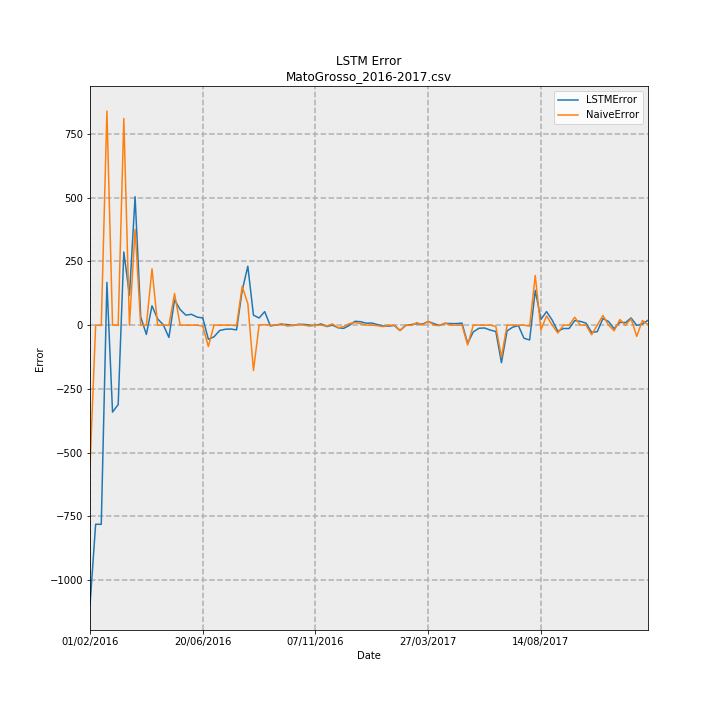 LSTM Error
MatoGrosso_2016-2017.csv
LSTMError
NaiveError
750
500
250
0
−250
−500
−750
−1000
Error
01/02/2016 20/06/2016 07/11/2016 27/03/2017 14/08/2017
Date